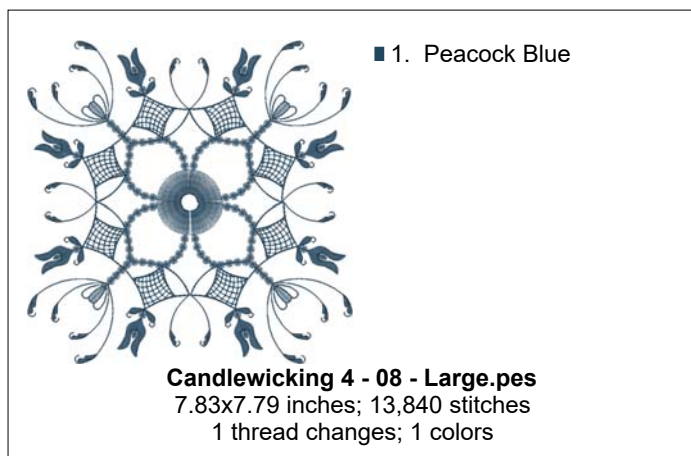 1. Peacock Blue
Candlewicking 4 - 08 - Large.pes
7.83x7.79 inches; 13,840 stitches
1 thread changes; 1 colors